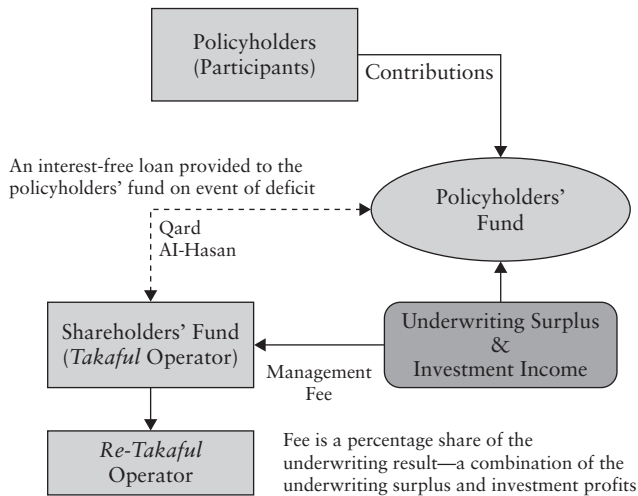 Policyholders
(Participants)
Contributions
An interest-free loan provided to the
policyholders' fund on event of deficit
Policyholders'
Fund
Qard
AI-Hasan
Shareholders' Fund
(Takaful Operator)
Underwriting Surplus
&
Investment Income
Management
Fee
Re-Takaful
Operator
Fee is a percentage share of the
underwriting result—a combination of the
underwriting surplus and investment profits